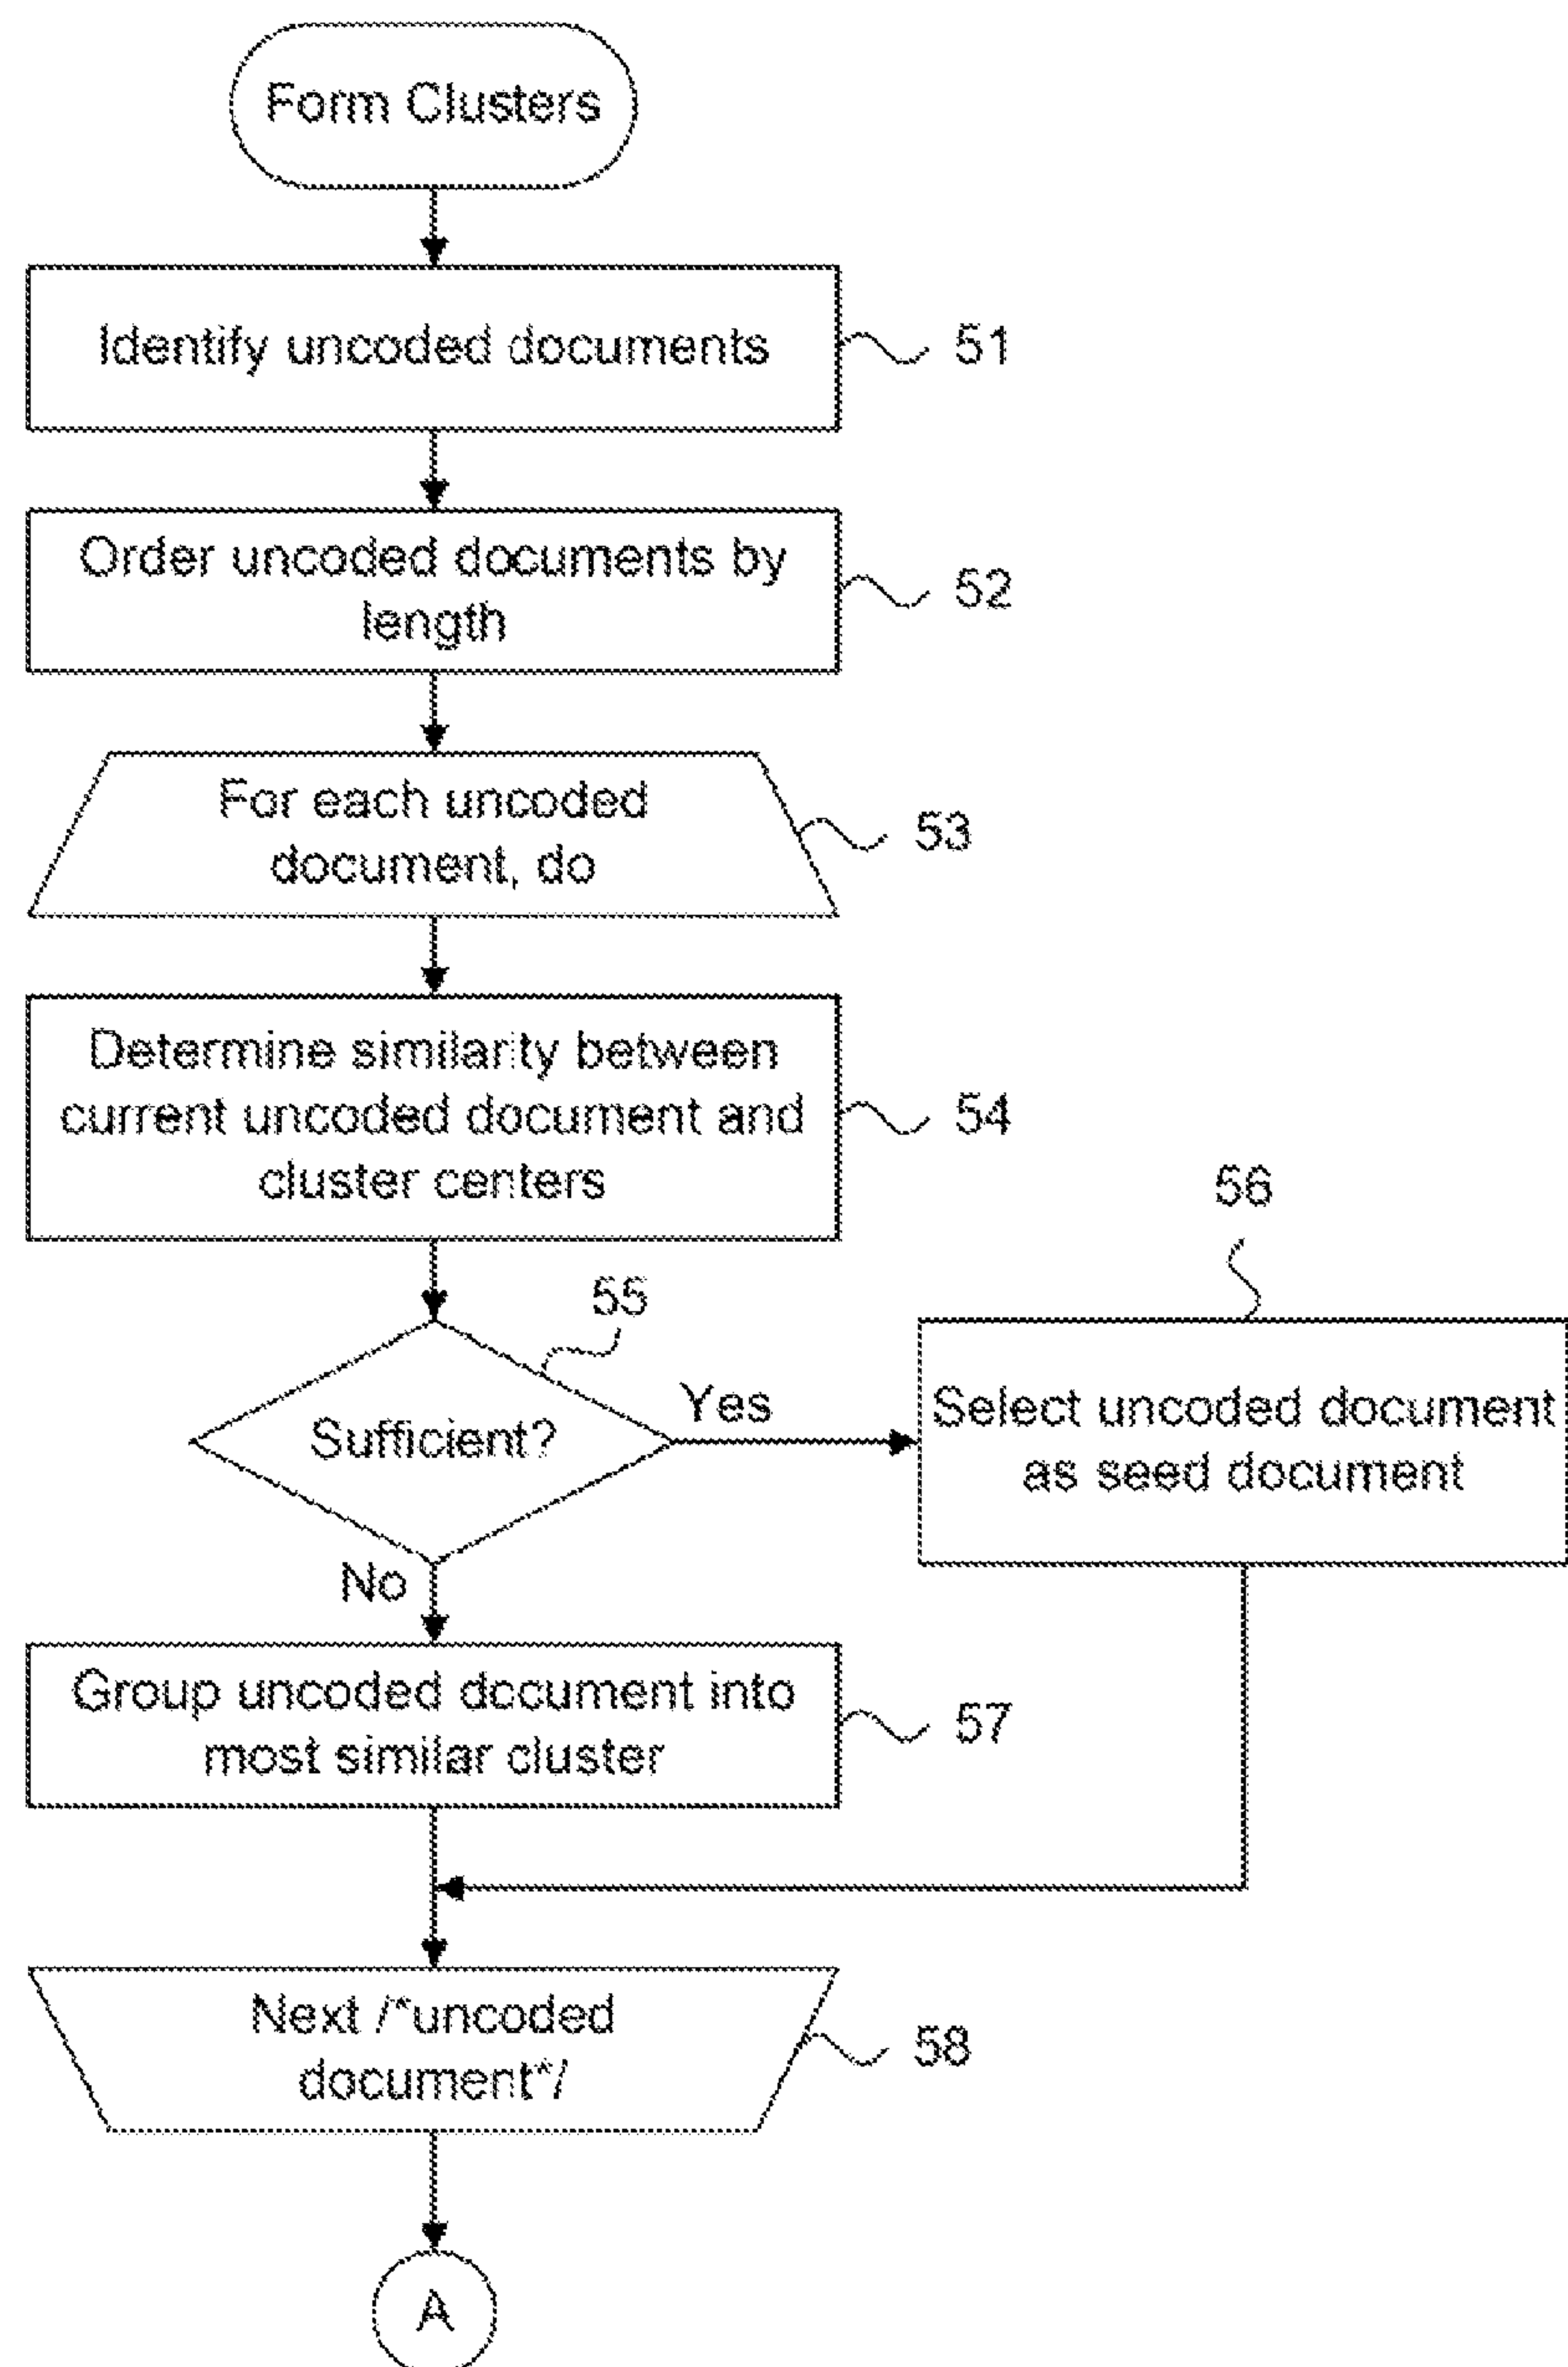 Form Clusters
Identify uncoded documents
51
Order uncoded documents by
length
52
For each uncoded
document, do
53
Determine similarity between
current uncoded document and
cluster centers
54
55
Sufficient?
Yes
No
56
Select uncoded document
as seed document
Group uncoded document into
most similar cluster
57
Next /*uncoded
document*/
58
A